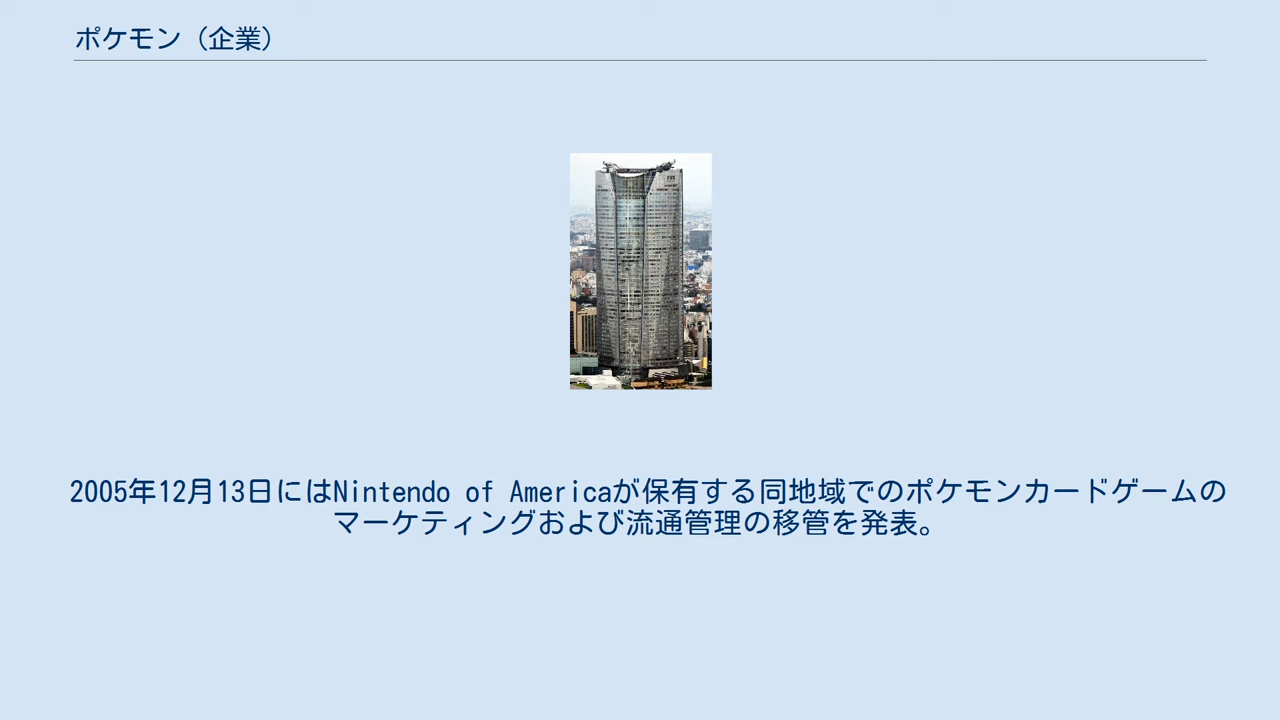 ポケモン（企業）
2005年12月13日にはNintendo of Americaが保有する同地域でのポケモンカードゲームの
マーケティングおよび流通管理の移管を発表。